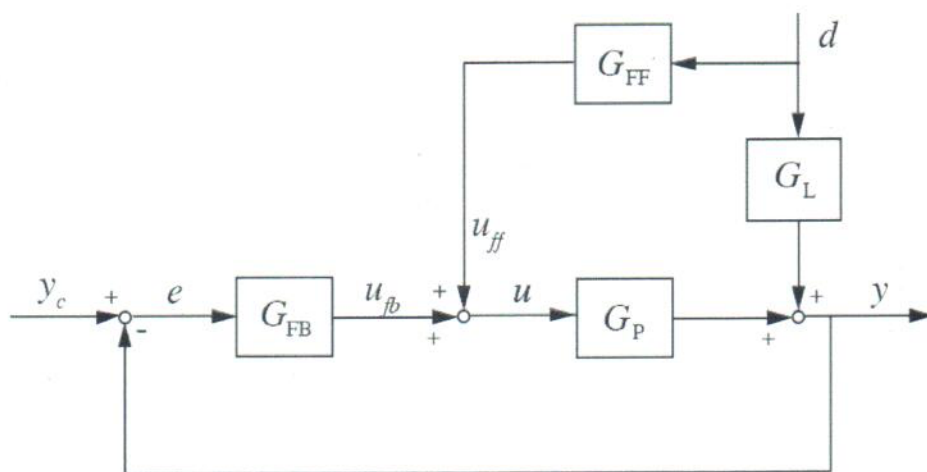 d
G_FF
G_L
u_ff
y_c + e G_FB u_fb + u G_P + y
- + +